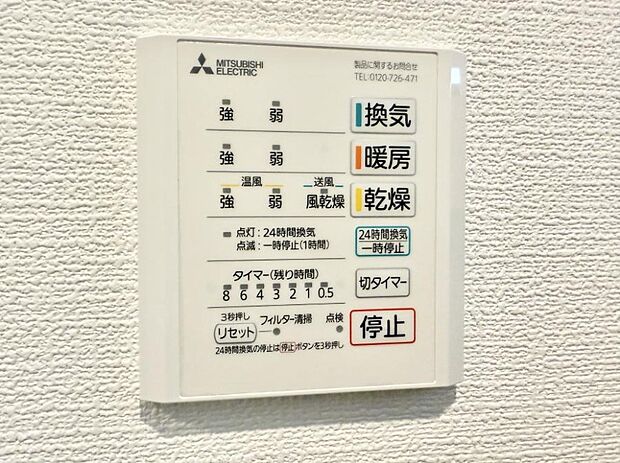 MITSUBISHI
ELECTRIC
製品に関するお問合せ
TEL:0120-726-471
強 弱 換気
強 弱 暖房
温風 送風
強 弱 風乾燥 乾燥
点灯:24時間換気
点滅:一時停止(1時間)
24時間換気
一時停止
タイマー(残り時間)
8 6 4 3 2 1 0.5
切タイマー
3秒押し
リセット フィルター清掃 点検
停止
24時間換気の停止は停止ボタンを3秒押し